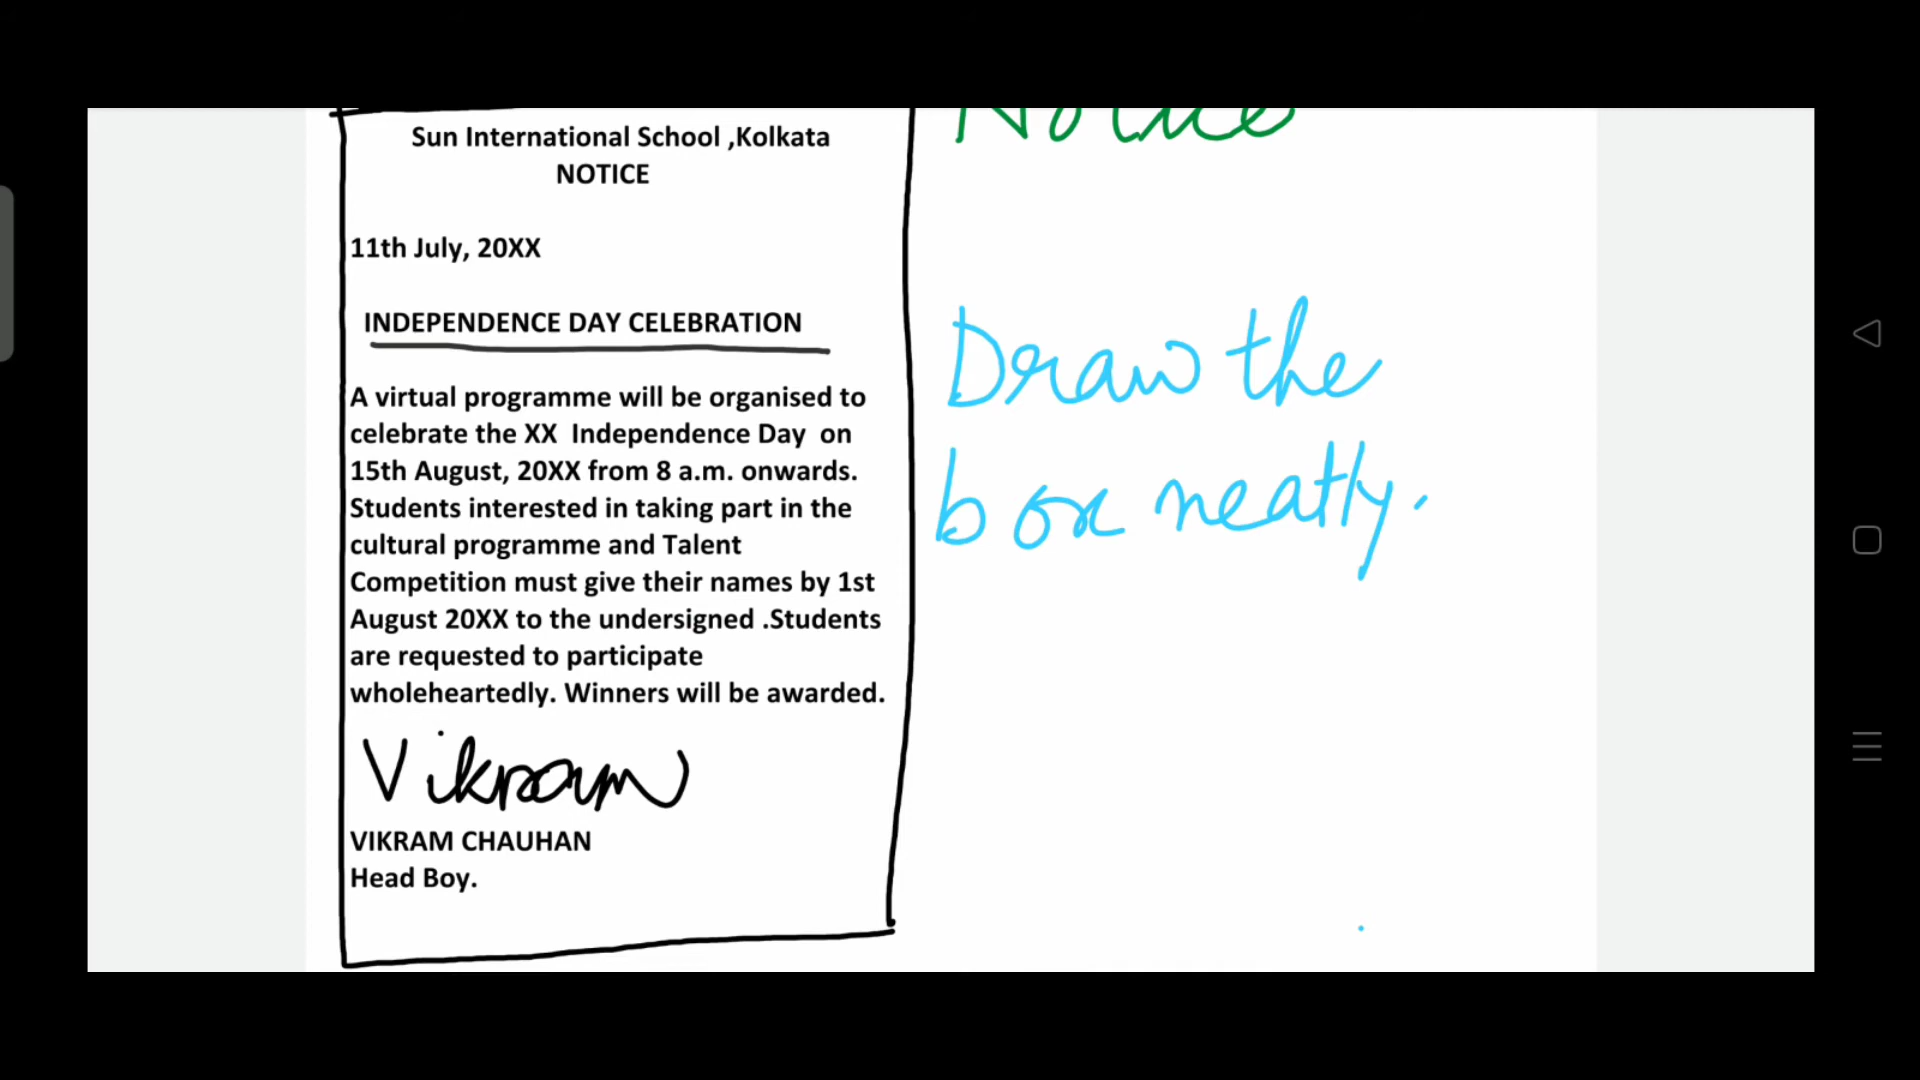 Sun International School ,Kolkata
NOTICE
11th July, 20XX
INDEPENDENCE DAY CELEBRATION
A virtual programme will be organised to
celebrate the XX  Independence Day  on
15th August, 20XX from 8 a.m. onwards.
Students interested in taking part in the
cultural programme and Talent
Competition must give their names by 1st
August 20XX to the undersigned .Students
are requested to participate
wholeheartedly. Winners will be awarded.
Vikram
VIKRAM CHAUHAN
Head Boy.
Notice
Draw the
box neatly.